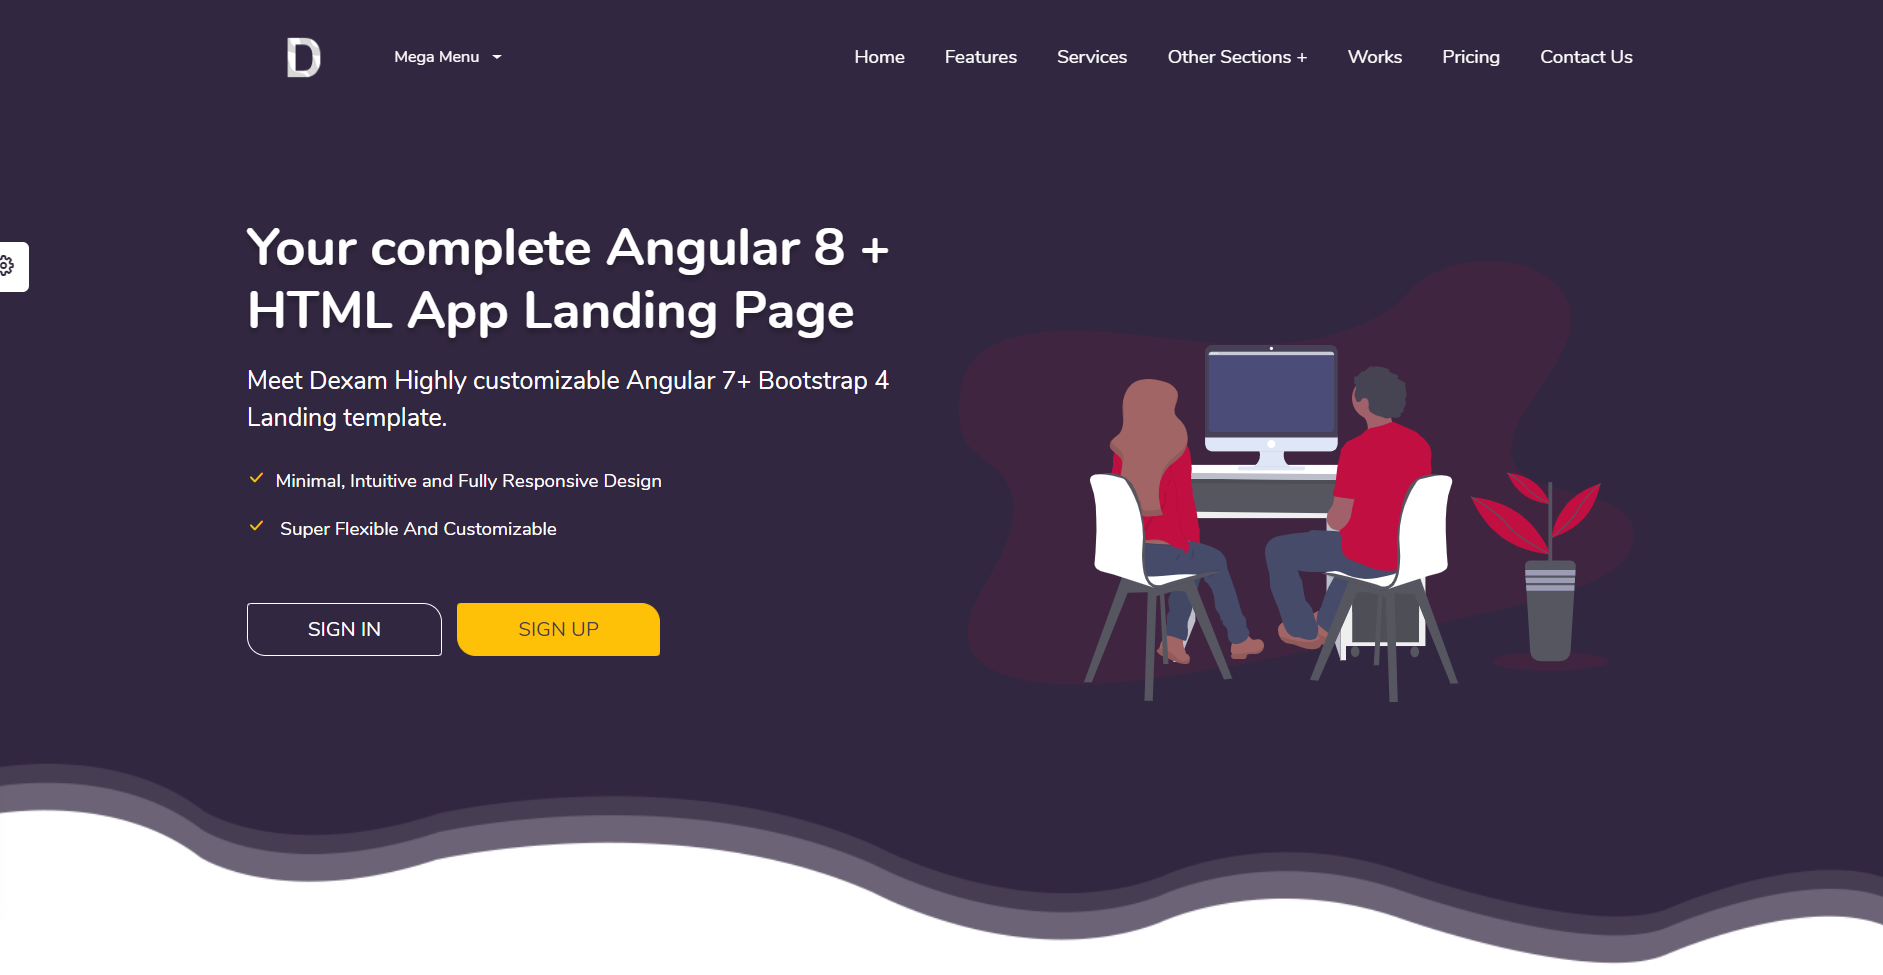 D
Mega Menu
Home Features Services Other Sections + Works Pricing Contact Us
Your complete Angular 8 +
HTML App Landing Page
Meet Dexam Highly customizable Angular 7+ Bootstrap 4
Landing template.
Minimal, Intuitive and Fully Responsive Design
Super Flexible And Customizable
SIGN IN SIGN UP